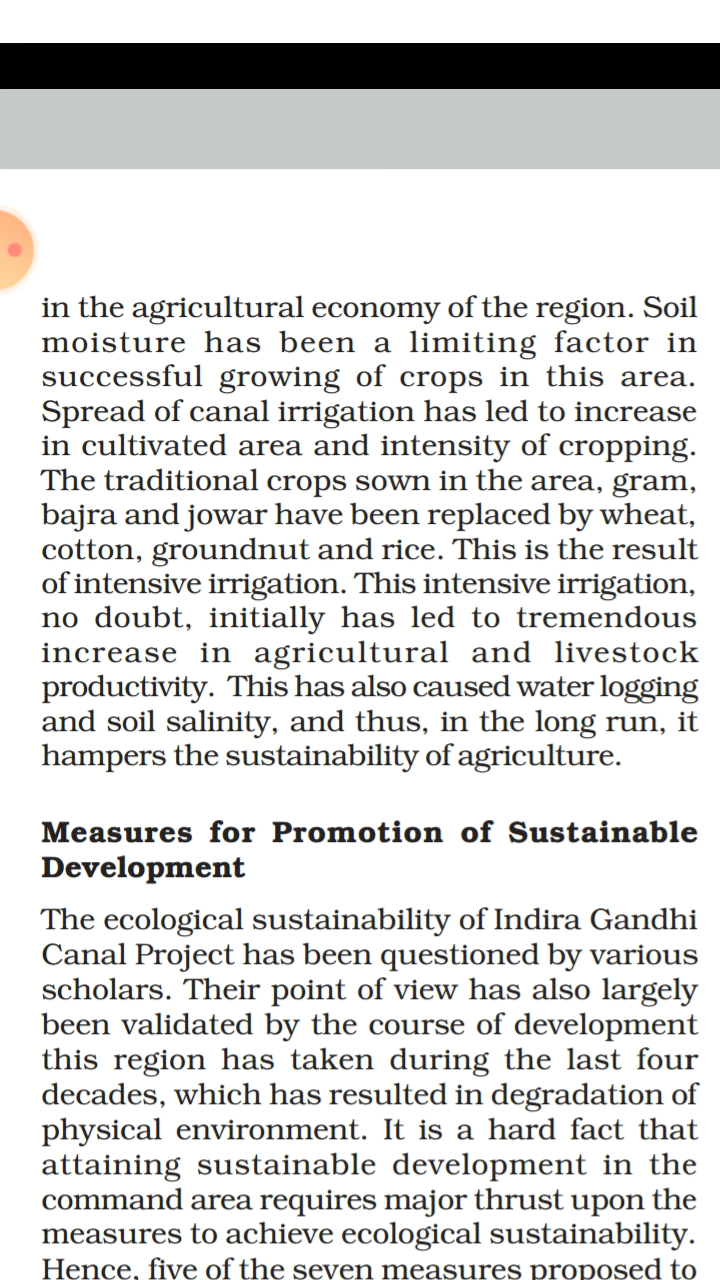 in the agricultural economy of the region. Soil
moisture has been a limiting factor in
successful growing of crops in this area.
Spread of canal irrigation has led to increase
in cultivated area and intensity of cropping.
The traditional crops sown in the area, gram,
bajra and jowar have been replaced by wheat,
cotton, groundnut and rice. This is the result
of intensive irrigation. This intensive irrigation,
no doubt, initially has led to tremendous
increase in agricultural and livestock
productivity. This has also caused water logging
and soil salinity, and thus, in the long run, it
hampers the sustainability of agriculture.
Measures for Promotion of Sustainable
Development
The ecological sustainability of Indira Gandhi
Canal Project has been questioned by various
scholars. Their point of view has also largely
been validated by the course of development
this region has taken during the last four
decades, which has resulted in degradation of
physical environment. It is a hard fact that
attaining sustainable development in the
command area requires major thrust upon the
measures to achieve ecological sustainability.
Hence, five of the seven measures proposed to